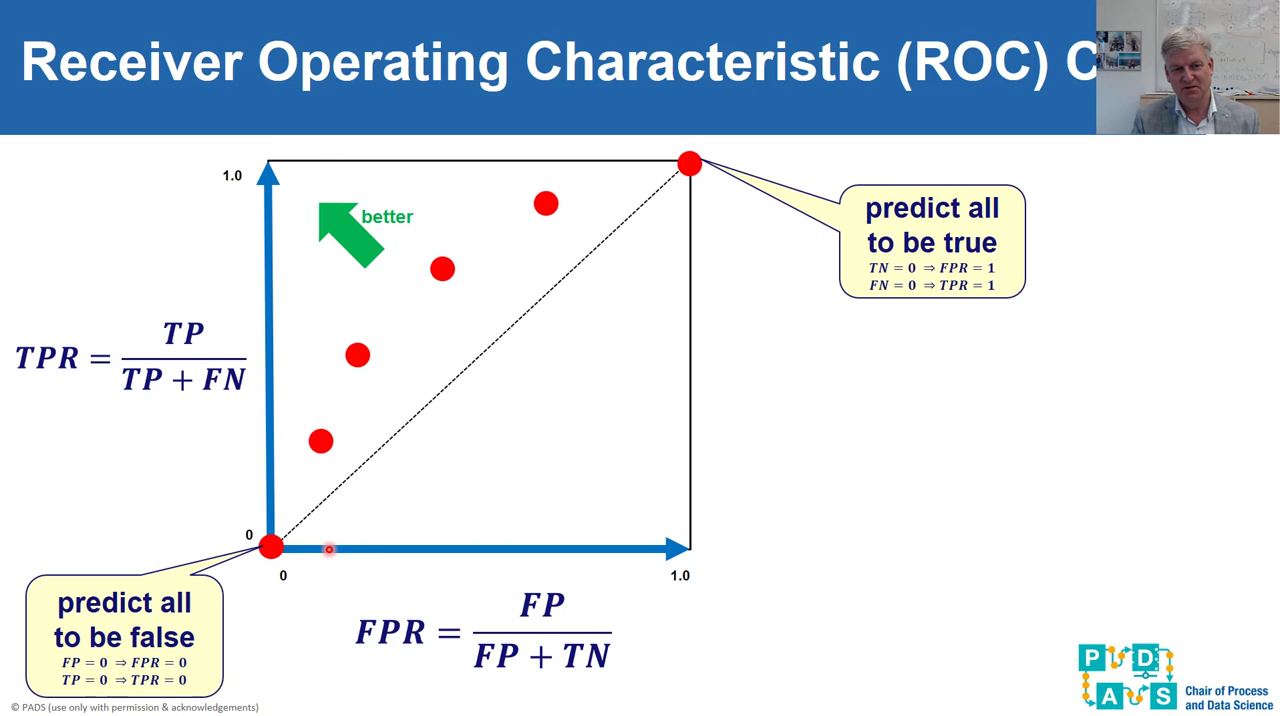 Receiver Operating Characteristic (ROC) C
1.0
better
predict all
to be true
TN = 0 ⇒ FPR = 1
FN = 0 ⇒ TPR = 1
TPR = TP / TP + FN
0
0
1.0
predict all
to be false
FP = 0 ⇒ FPR = 0
TP = 0 ⇒ TPR = 0
FPR = FP / FP + TN
P D
A S
Chair of Process
and Data Science
© PADS (use only with permission & acknowledgements)